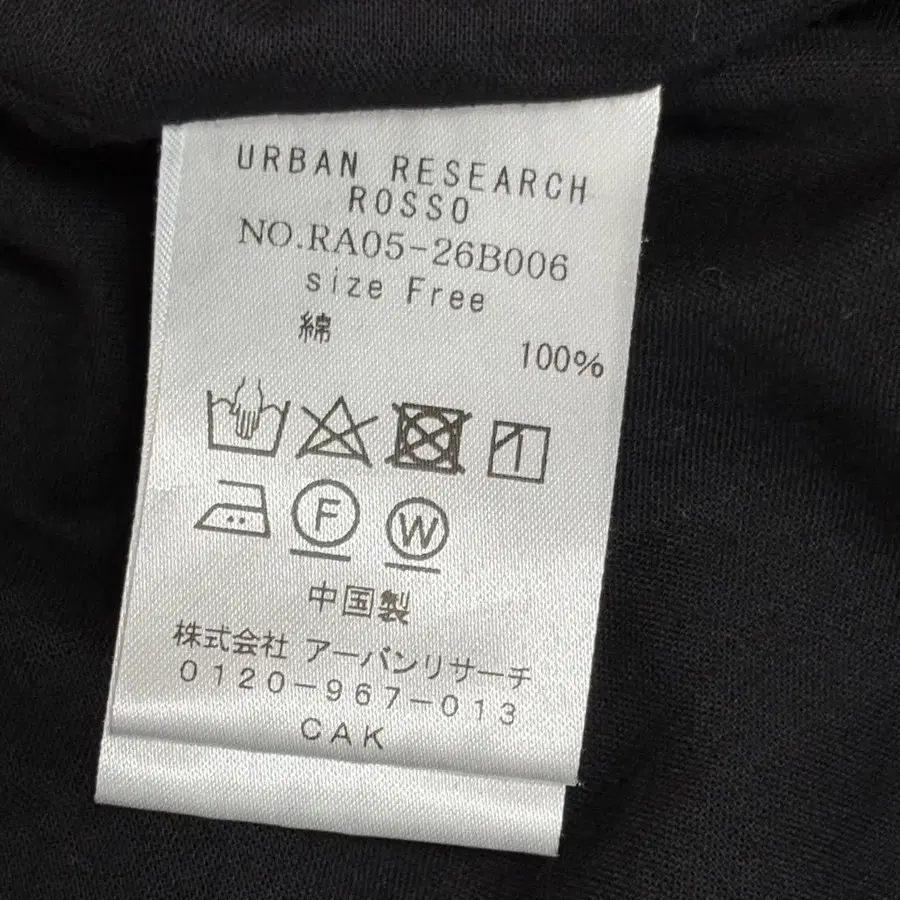 URBAN RESEARCH
ROSSO
NO.RA05-26B006
size Free
綿 100%
F W
中国製
株式会社 アーバンリサーチ
0120-967-013
CAK